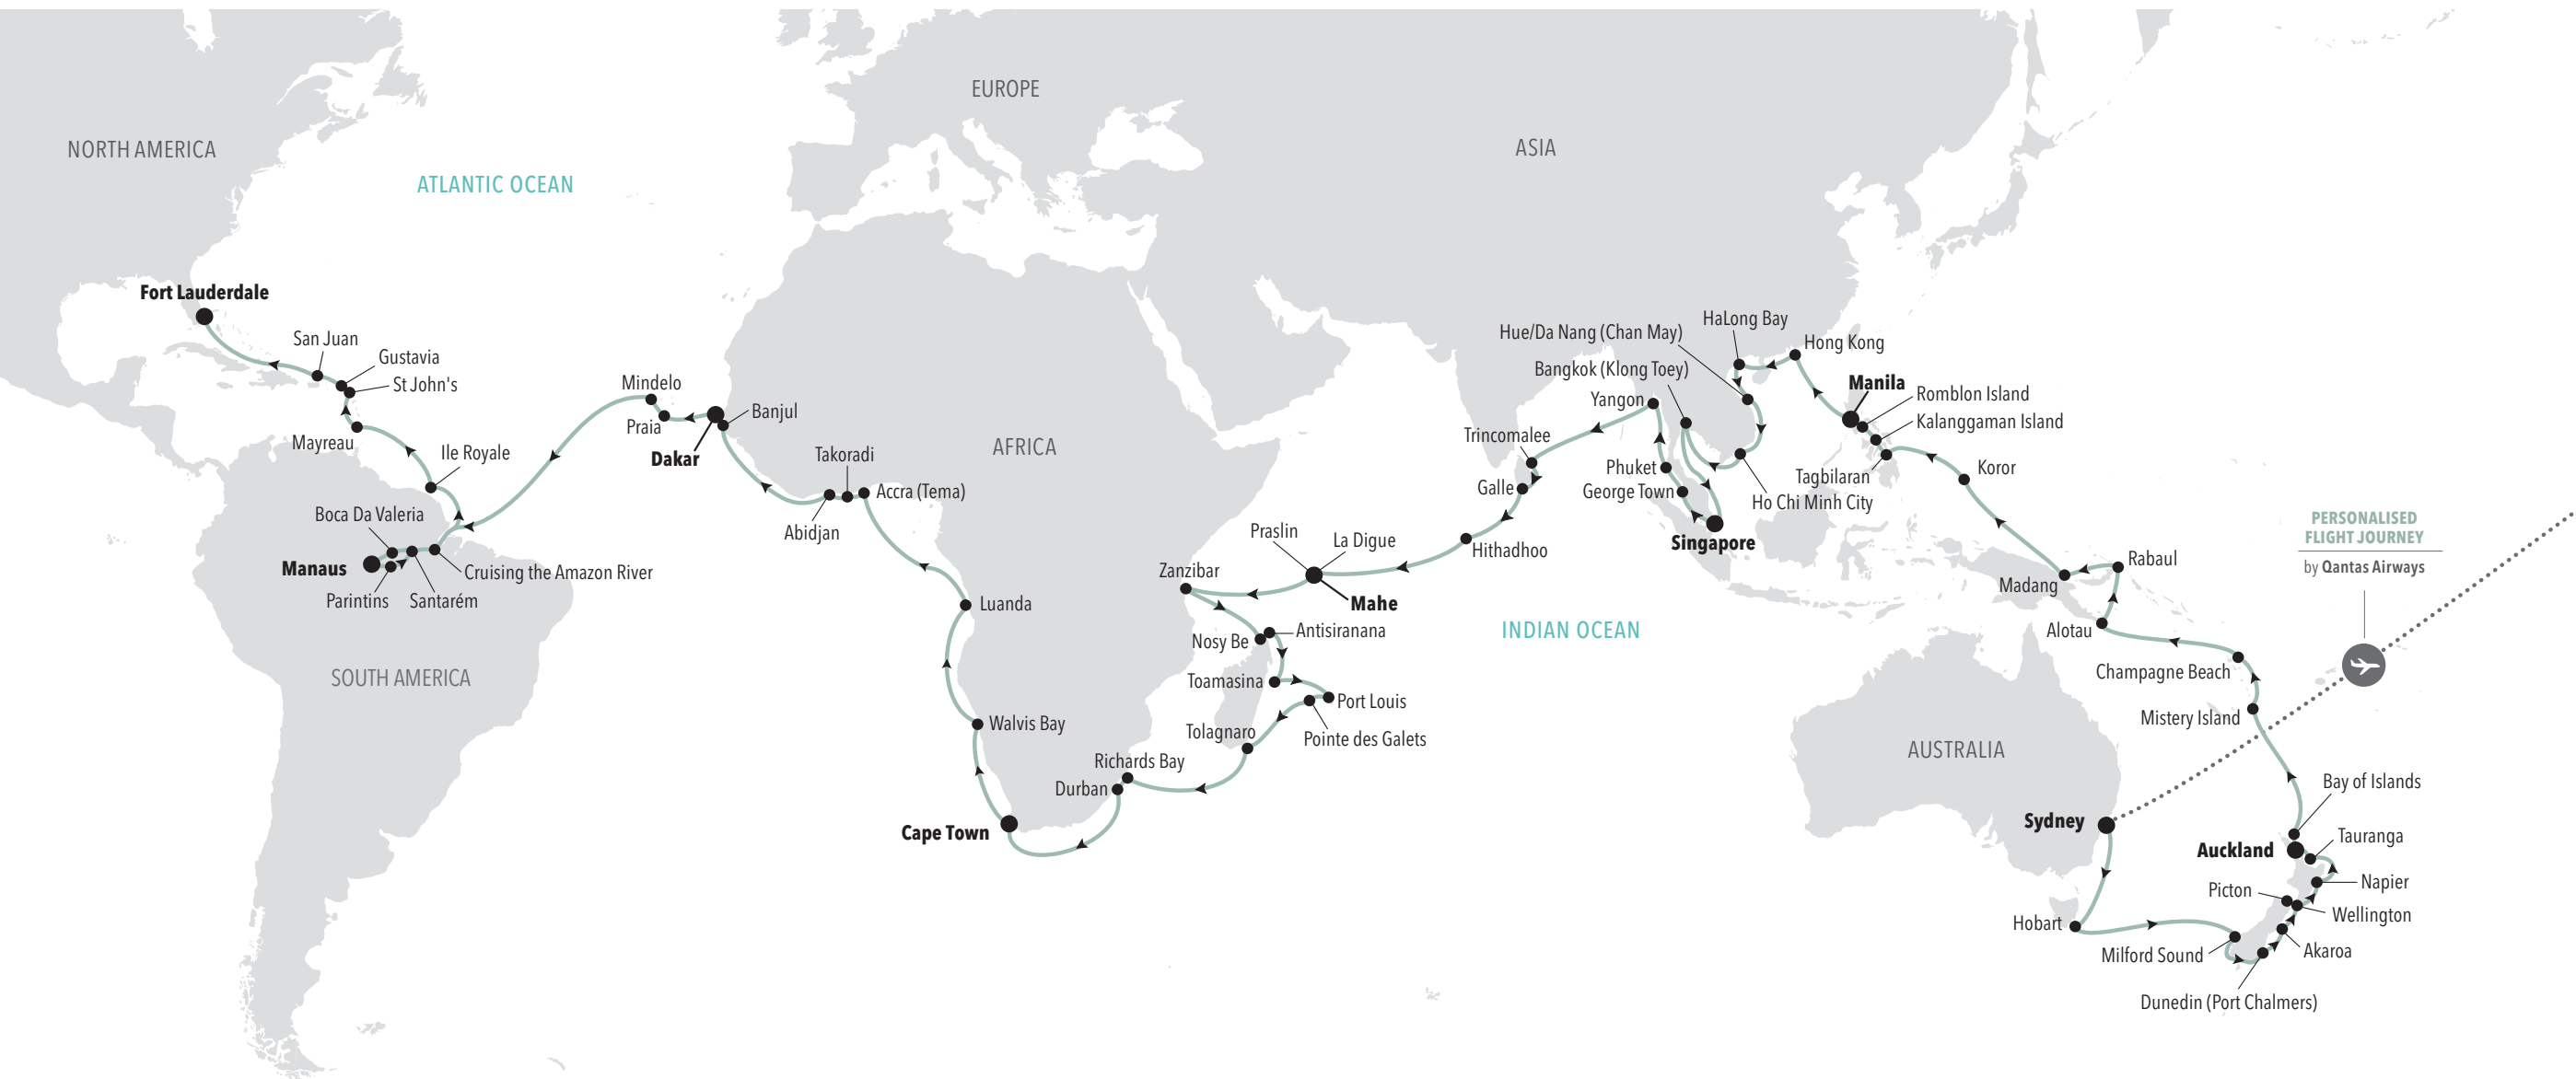 EUROPE
NORTH AMERICA
ASIA
ATLANTIC OCEAN
Fort Lauderdale
San Juan
Gustavia
St John's
Mayreau
Ile Royale
Boca Da Valeria
Manaus
Parintins
Santarém
Cruising the Amazon River
SOUTH AMERICA
Mindelo
Praia
Banjul
Dakar
Takoradi
Accra (Tema)
Abidjan
AFRICA
Luanda
Walvis Bay
Cape Town
Durban
Richards Bay
Tolagnaro
Pointe des Galets
Port Louis
Toamasina
Nosy Be
Antisiranana
Zanzibar
Praslin
La Digue
Mahe
INDIAN OCEAN
Hithadhoo
Galle
Trincomalee
Yangon
Phuket
George Town
Singapore
Bangkok (Klong Toey)
Hue/Da Nang (Chan May)
HaLong Bay
Ho Chi Minh City
Hong Kong
Manila
Romblon Island
Kalanggaman Island
Tagbilaran
Koror
Madang
Rabaul
Alotau
Champagne Beach
Mistery Island
PERSONALISED
FLIGHT JOURNEY
by Qantas Airways
AUSTRALIA
Sydney
Hobart
Bay of Islands
Auckland
Tauranga
Napier
Picton
Wellington
Akaroa
Milford Sound
Dunedin (Port Chalmers)